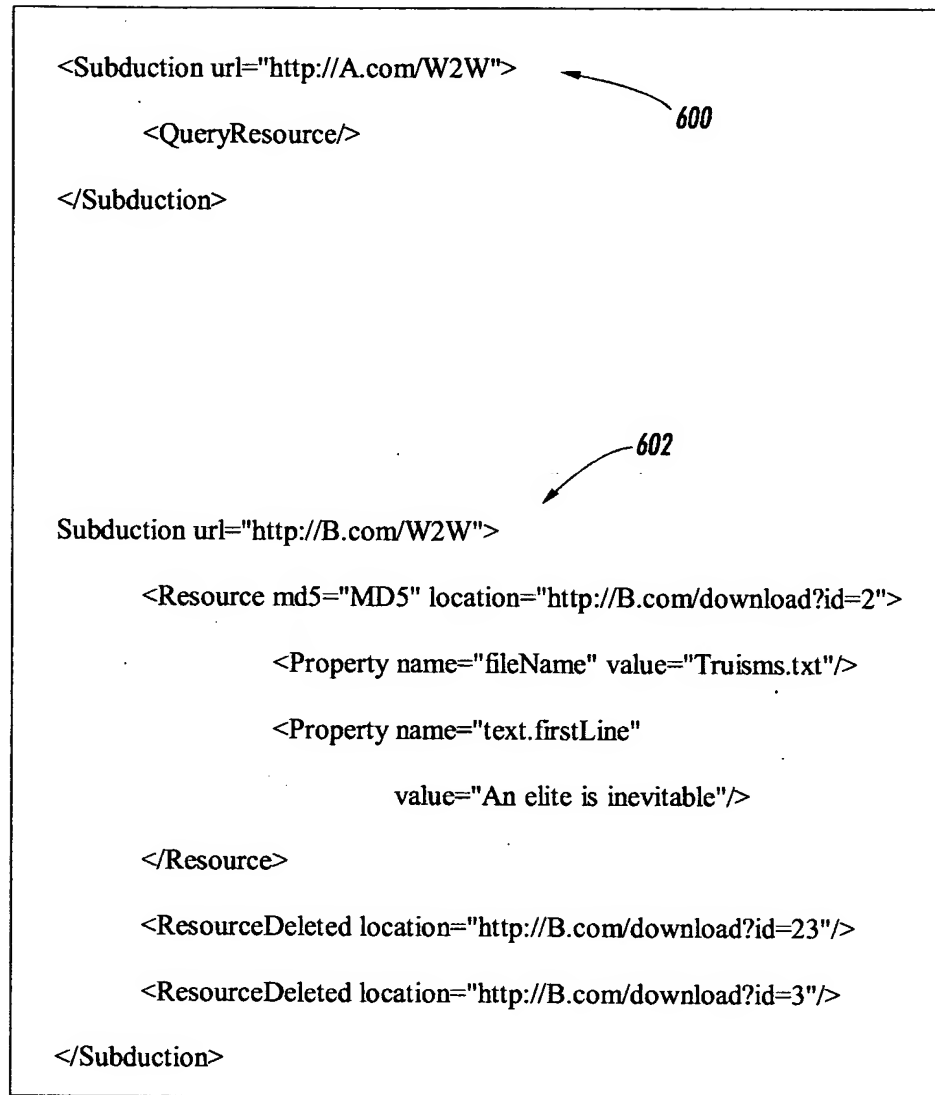 <Subduction url="http://A.com/W2W">
600
<QueryResource/>
</Subduction>
602
Subduction url="http://B.com/W2W">
<Resource md5="MD5" location="http://B.com/download?id=2">
<Property name="fileName" value="Truisms.txt"/>
<Property name="text.firstLine"
value="An elite is inevitable"/>
</Resource>
<ResourceDeleted location="http://B.com/download?id=23"/>
<ResourceDeleted location="http://B.com/download?id=3"/>
</Subduction>